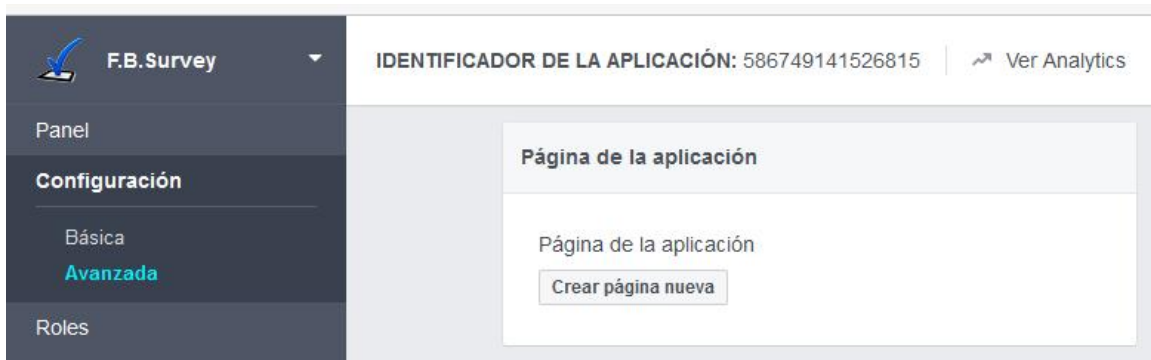 F.B.Survey
IDENTIFICADOR DE LA APLICACIÓN: 586749141526815
Ver Analytics
Panel
Configuración
Básica
Avanzada
Roles
Página de la aplicación
Página de la aplicación
Crear página nueva